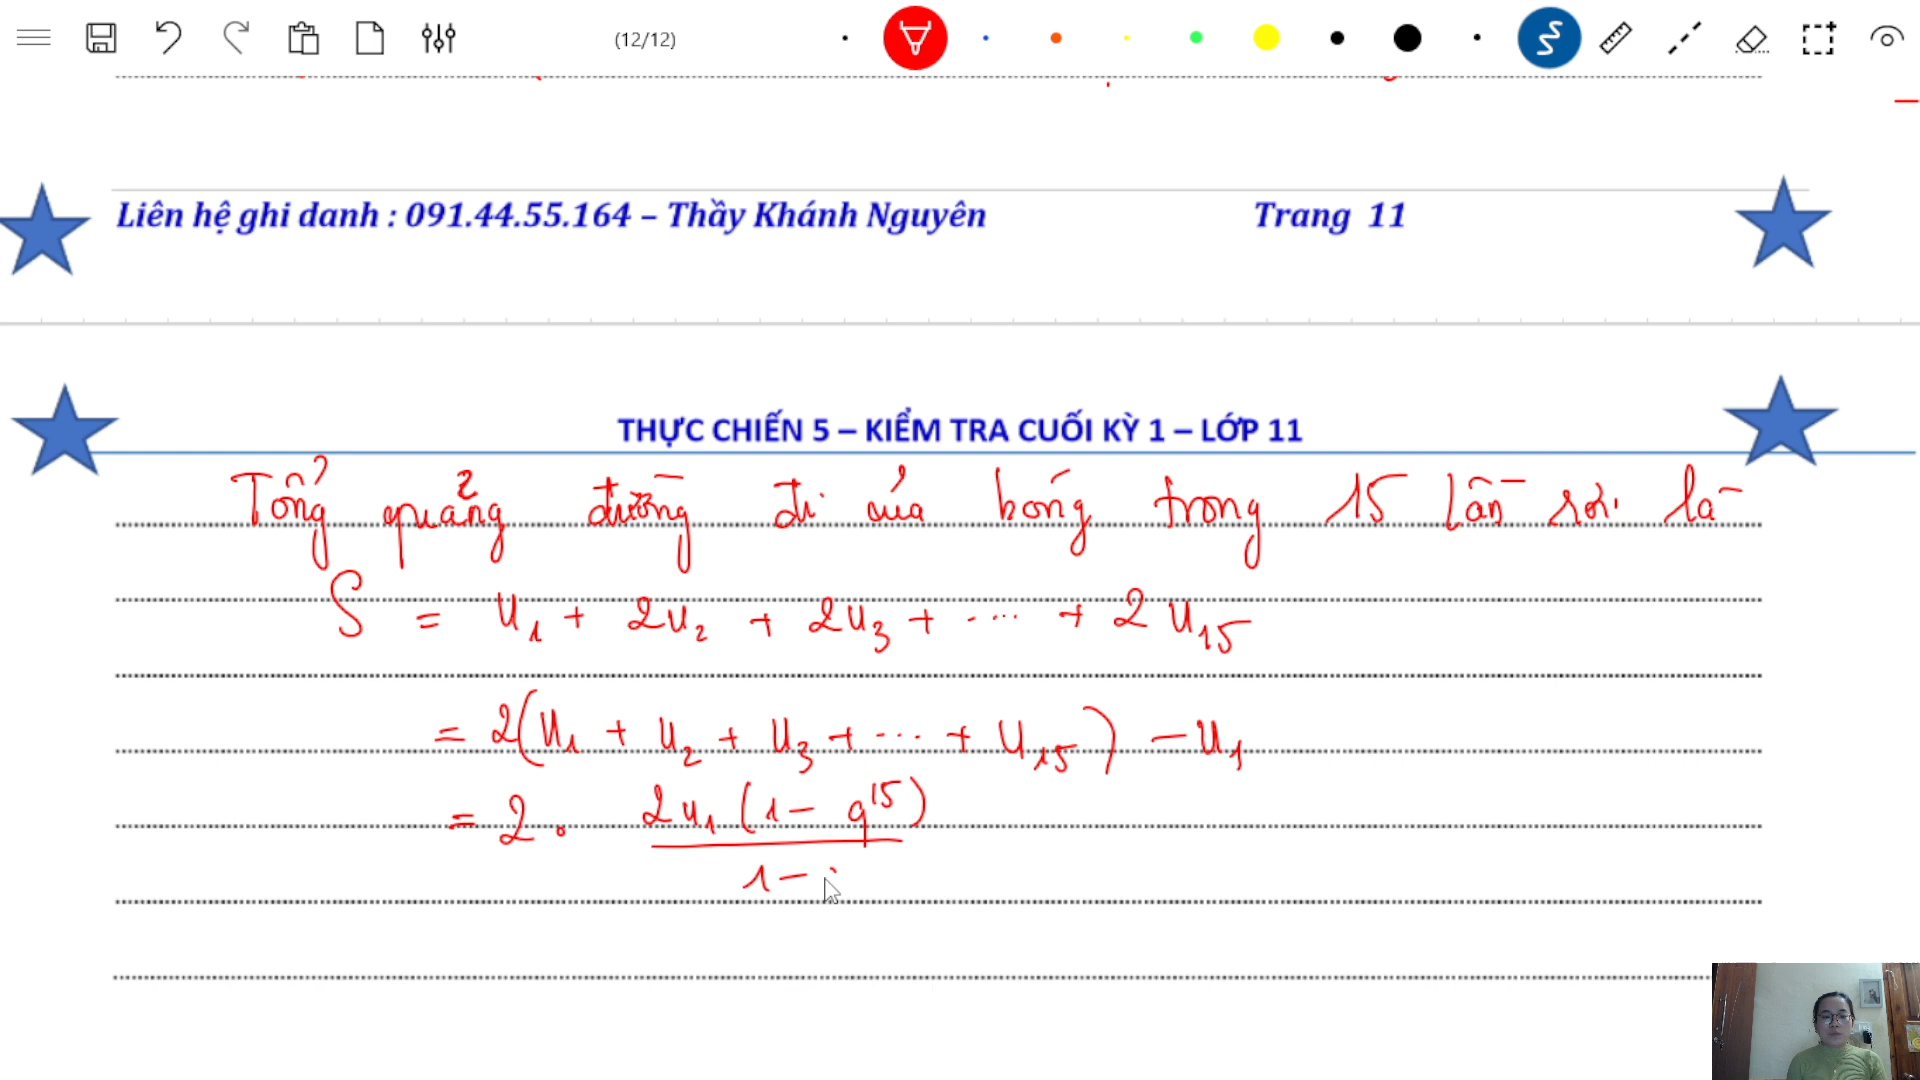 (12/12)
Liên hệ ghi danh : 091.44.55.164 – Thầy Khánh Nguyên
Trang 11
THỰC CHIẾN 5 – KIỂM TRA CUỐI KỲ 1 – LỚP 11
Tổng quảng đường đi của bóng trong 15 lần rơi là
S = u₁ + 2u₂ + 2u₃ + ... + 2u₁₅
= 2(u₁ + u₂ + u₃ + ... + u₁₅) - u₁
= 2 . 2u₁(1 - q¹⁵)
1 -